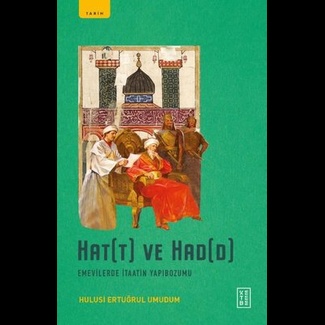 TARİH
HAT(T) VE HAD(D)
EMEVİLERDE İTAATİN YAPIBOZUMU
HULUSİ ERTUĞRUL UMUDUM